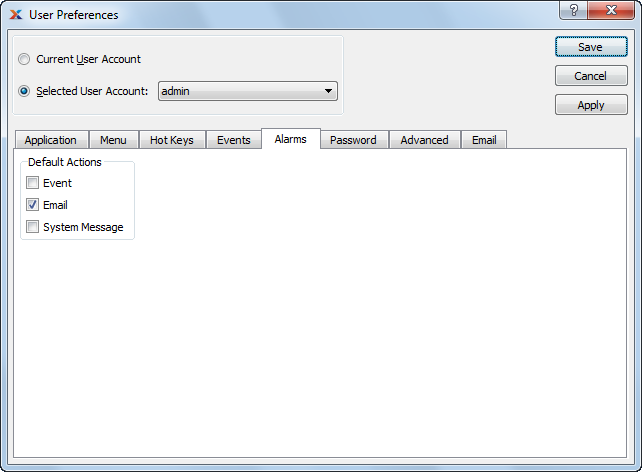 User Preferences
?
Current User Account
Selected User Account: admin
Save
Cancel
Apply
Application Menu Hot Keys Events Alarms Password Advanced Email
Default Actions
Event
Email
System Message